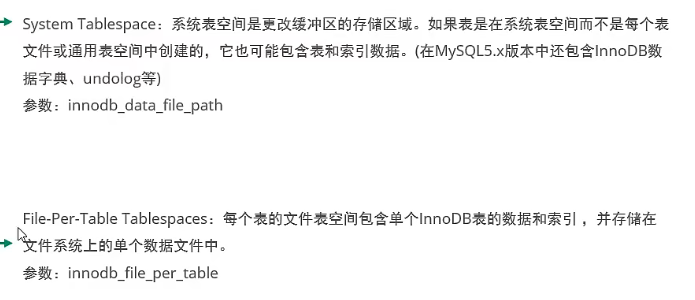 System Tablespace：系统表空间是更改缓冲区的存储区域。如果表是在系统表空间而不是每个表
文件或通用表空间中创建的，它也可能包含表和索引数据。(在MySQL5.x版本中还包含InnoDB数
据字典、undolog等)
参数：innodb_data_file_path
File-Per-Table Tablespaces：每个表的文件表空间包含单个InnoDB表的数据和索引 ，并存储在
文件系统上的单个数据文件中。
参数：innodb_file_per_table